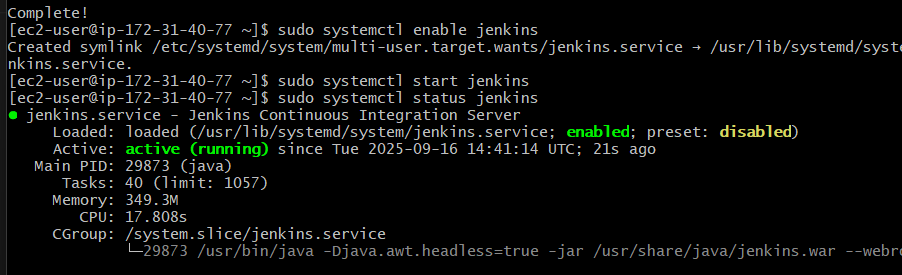 Complete!
[ec2-user@ip-172-31-40-77 ~]$ sudo systemctl enable jenkins
Created symlink /etc/systemd/system/multi-user.target.wants/jenkins.service → /usr/lib/systemd/syste
nkins.service.
[ec2-user@ip-172-31-40-77 ~]$ sudo systemctl start jenkins
[ec2-user@ip-172-31-40-77 ~]$ sudo systemctl status jenkins
● jenkins.service - Jenkins Continuous Integration Server
Loaded: loaded (/usr/lib/systemd/system/jenkins.service; enabled; preset: disabled)
Active: active (running) since Tue 2025-09-16 14:41:14 UTC; 21s ago
Main PID: 29873 (java)
Tasks: 40 (limit: 1057)
Memory: 349.3M
CPU: 17.808s
CGroup: /system.slice/jenkins.service
└─29873 /usr/bin/java -Djava.awt.headless=true -jar /usr/share/java/jenkins.war --webro